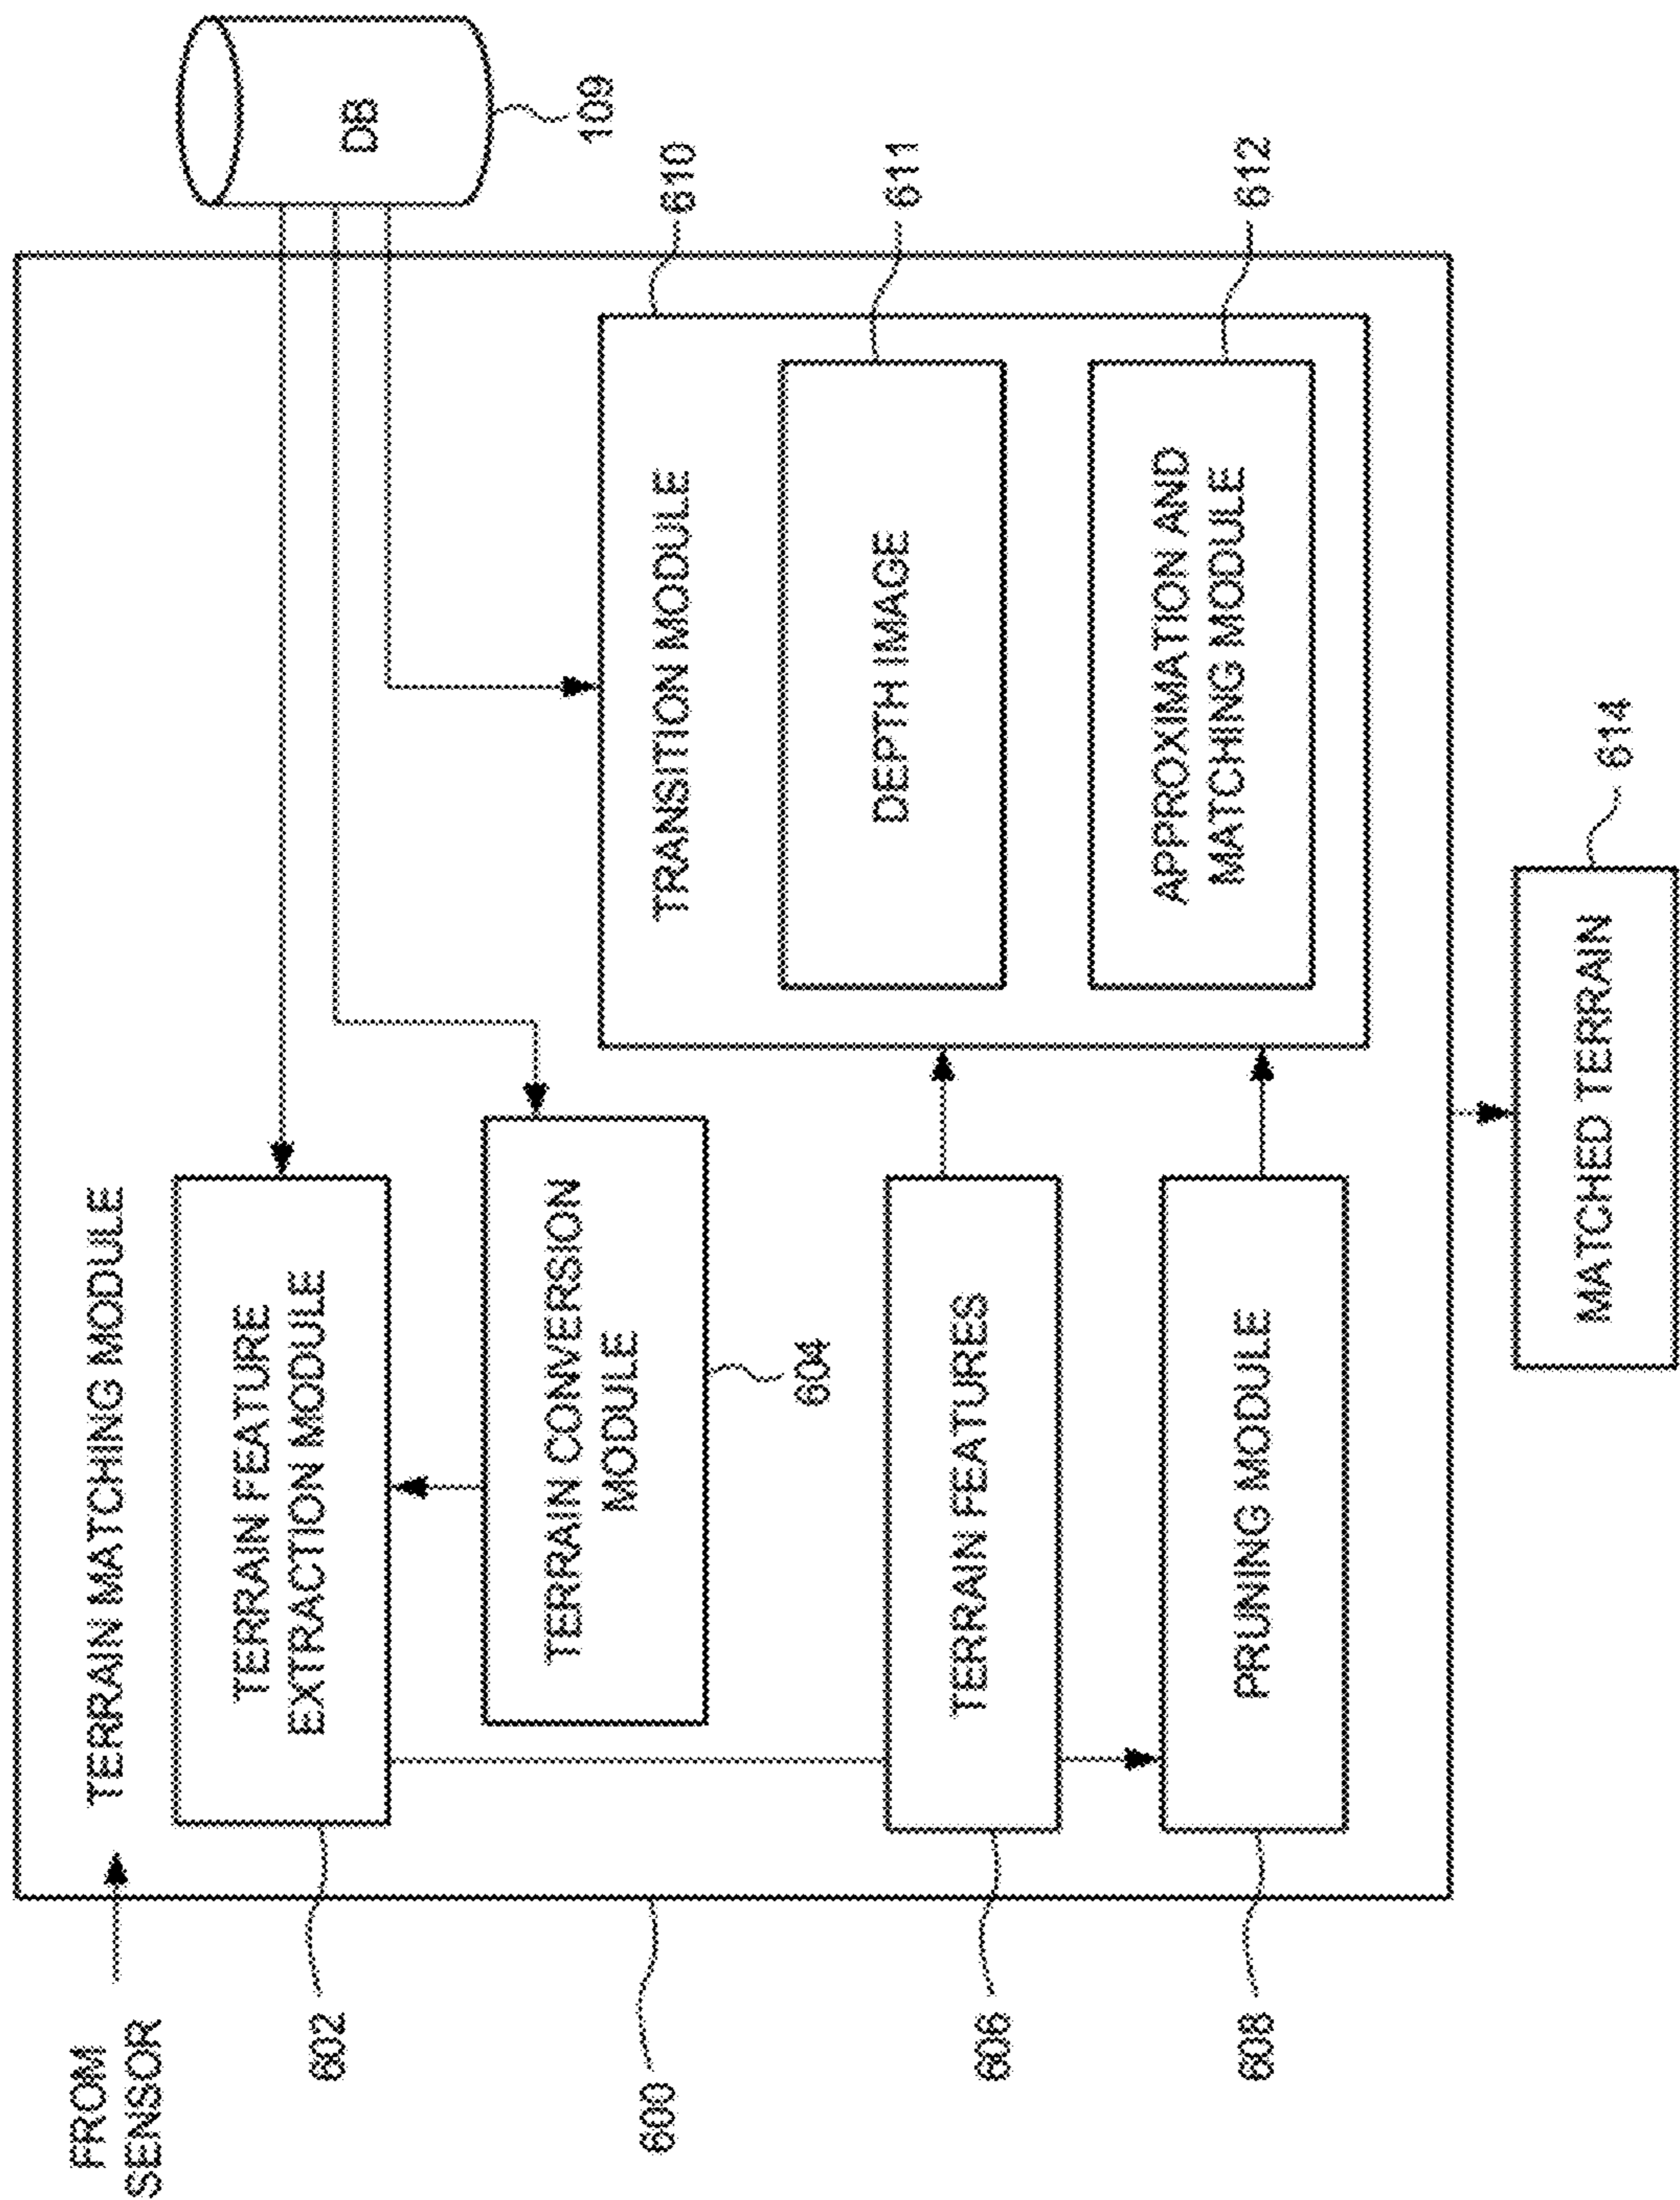 FROM
SENSOR
TERRAIN MATCHING MODULE
DB
109
602
TERRAIN FEATURE
EXTRACTION MODULE
TERRAIN CONVERSION
MODULE
604
600
610
TRANSITION MODULE
611
DEPTH IMAGE
612
APPROXIMATION AND
MATCHING MODULE
606
TERRAIN FEATURES
608
PRUNING MODULE
614
MATCHED TERRAIN